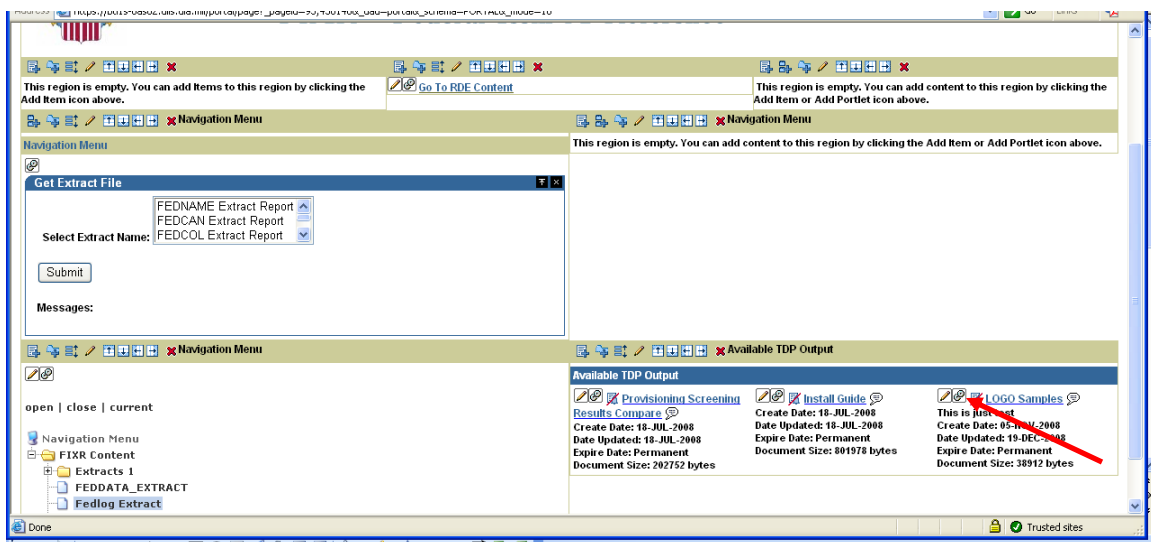 This region is empty. You can add Items to this region by clicking the
Add Item icon above.
Go To RDE Content
This region is empty. You can add content to this region by clicking the
Add Item or Add Portlet icon above.
Navigation Menu
Navigation Menu
Navigation Menu
This region is empty. You can add content to this region by clicking the Add Item or Add Portlet icon above.
Get Extract File
Select Extract Name:
FEDNAME Extract Report
FEDCAN Extract Report
FEDCOL Extract Report
Submit
Messages:
Navigation Menu
Available TDP Output
open | close | current
Navigation Menu
FIXR Content
Extracts 1
FEDDATA_EXTRACT
Fedlog Extract
Available TDP Output
Provisioning Screening
Results Compare
Create Date: 18-JUL-2008
Date Updated: 18-JUL-2008
Expire Date: Permanent
Document Size: 202752 bytes
Install Guide
Create Date: 18-JUL-2008
Date Updated: 18-JUL-2008
Expire Date: Permanent
Document Size: 801978 bytes
LOGO Samples
This is just test
Create Date: 05-NOV-2008
Date Updated: 19-DEC-2008
Expire Date: Permanent
Document Size: 38912 bytes
Done
Trusted sites